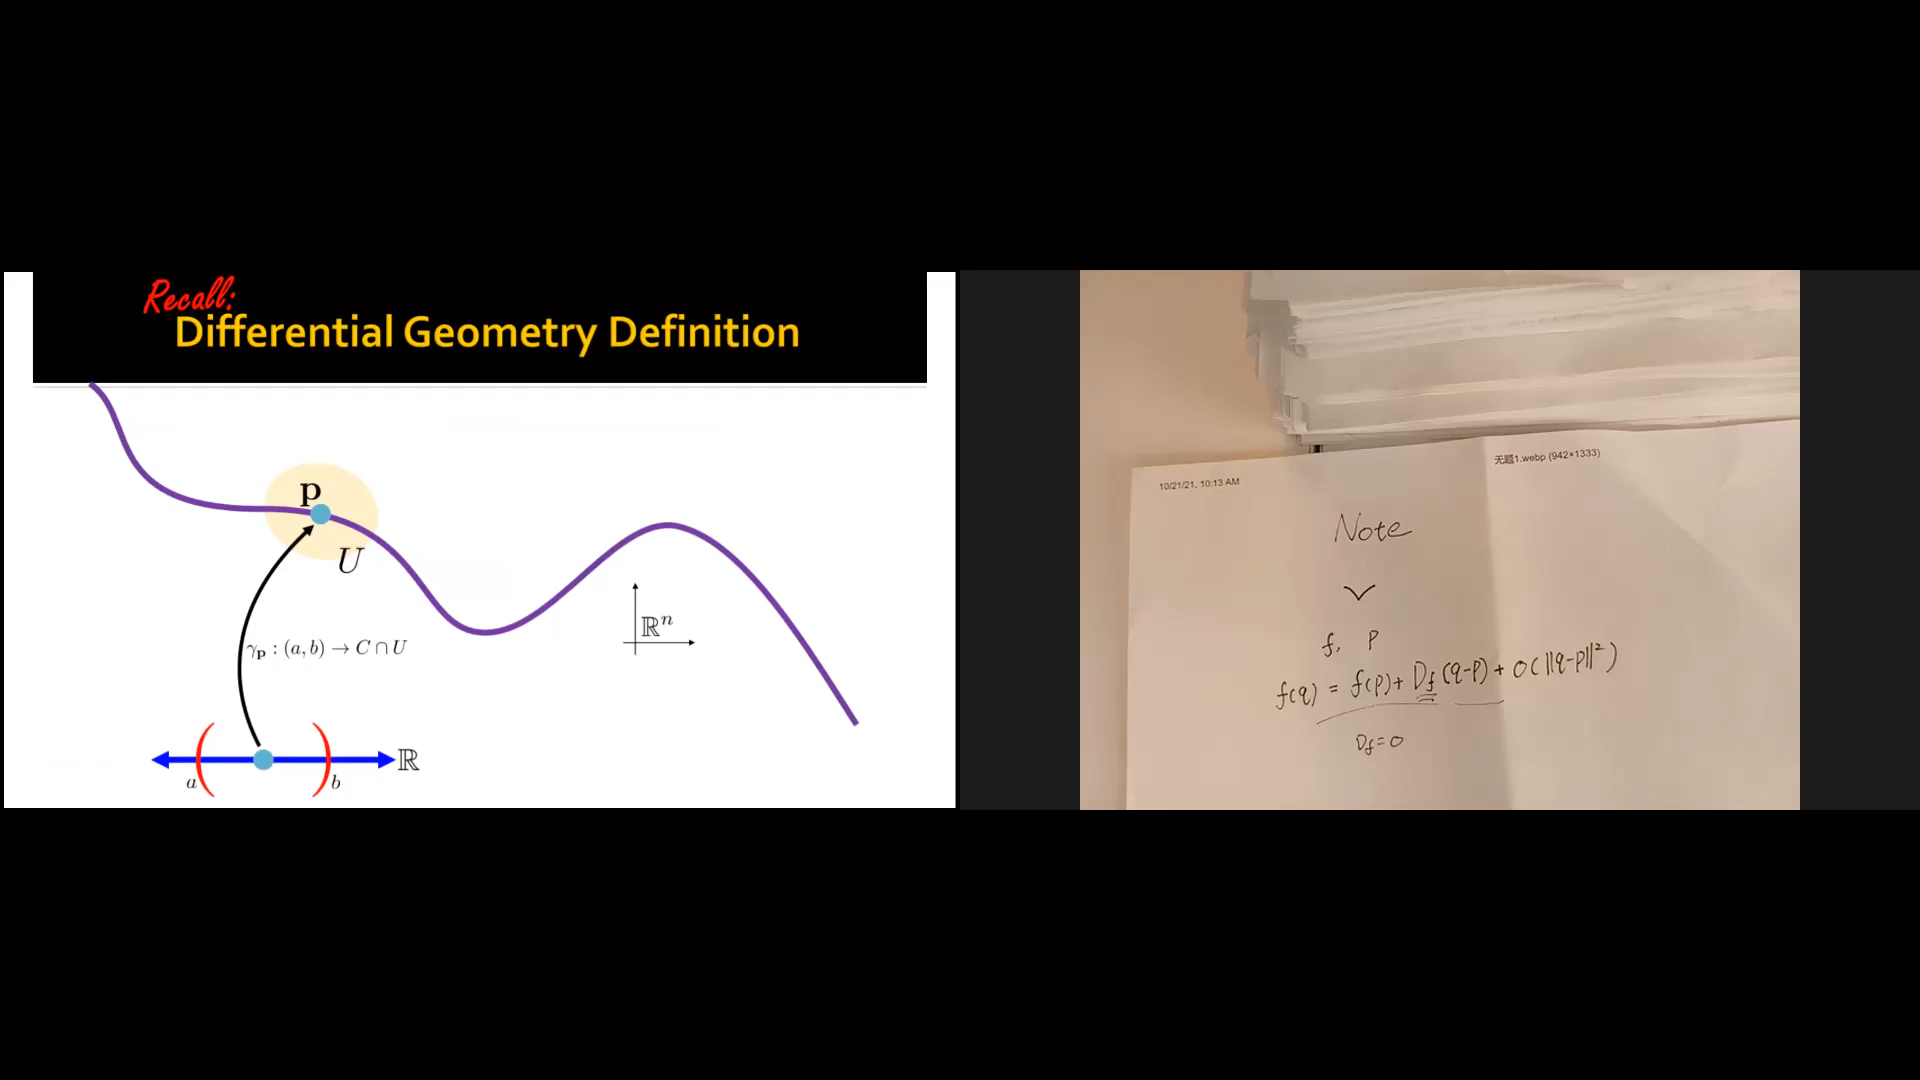 Recall:
Differential Geometry Definition
p
U
γp : (a, b) → C ∩ U
ℝⁿ
a
b
ℝ
10/21/21, 10:13 AM
无题1.webp (942×1333)
Note
f, p
f(q) = f(p) + Df (q-p) + O(||q-p||²)
Df = 0